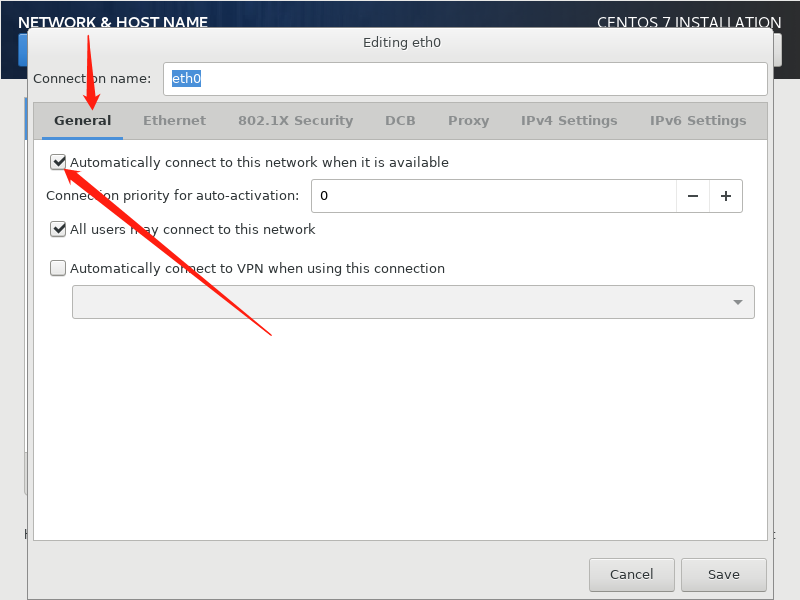 NETWORK & HOST NAME
CENTOS 7 INSTALLATION
Editing eth0
Connection name: eth0
General Ethernet 802.1X Security DCB Proxy IPv4 Settings IPv6 Settings
Automatically connect to this network when it is available
Connection priority for auto-activation: 0 − +
All users may connect to this network
Automatically connect to VPN when using this connection
Cancel Save